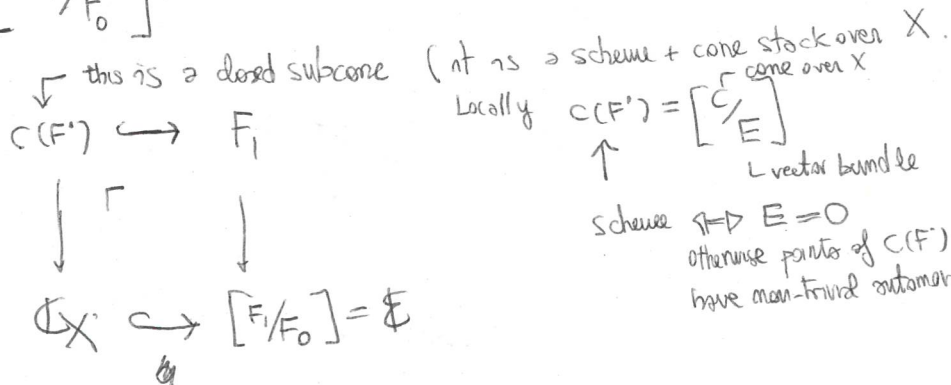 F₀ ]
this is a closed subcone (it is a scheme + cone stack over X.
C(F•) ↪ F₁
Locally C(F•) = [C/E]
cone over X
vector bundle
scheme ⟺ E = 0
otherwise points of C(F•)
have non-trivial automor
ℭX ↪ [F₁/F₀] = 𝔈